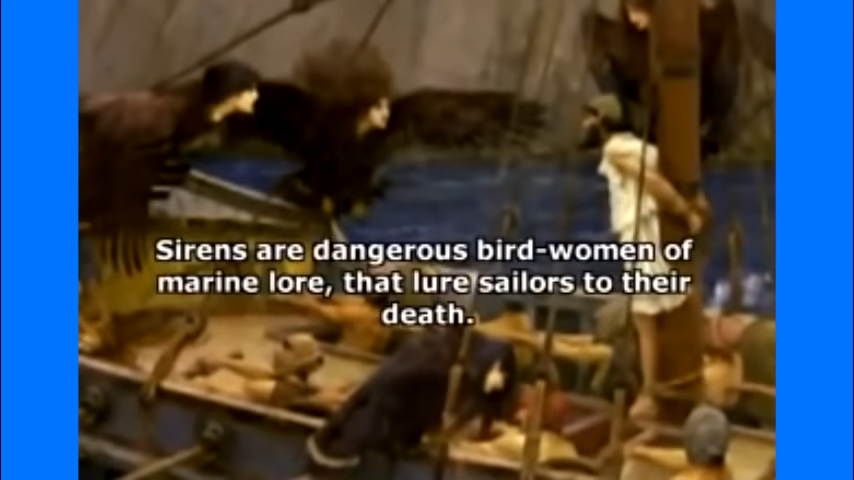 Sirens are dangerous bird-women of
marine lore, that lure sailors to their
death.